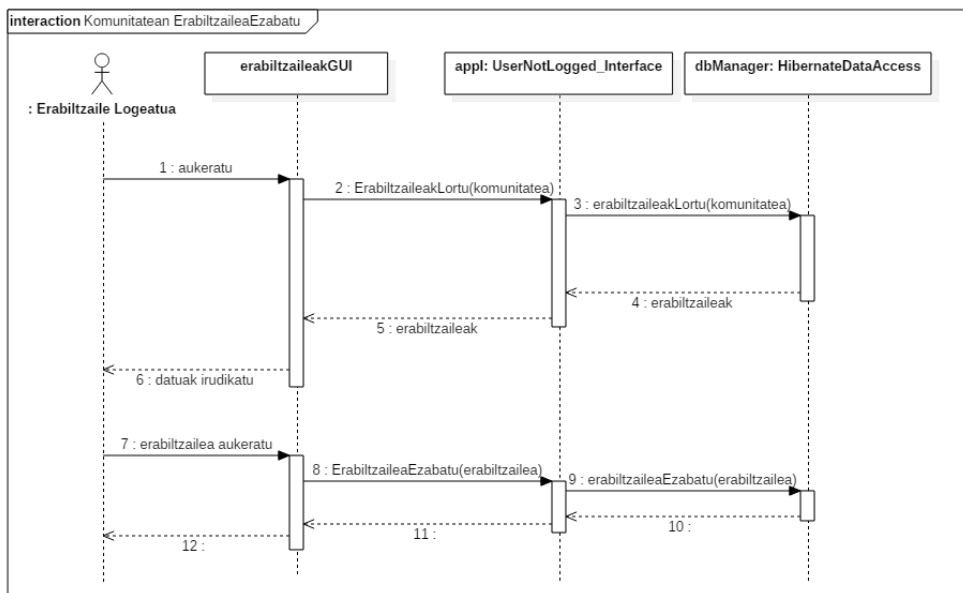 interaction Komunitatean ErabiltzaileaEzabatu
erabiltzaileakGUI
appl: UserNotLogged_Interface
dbManager: HibernateDataAccess
: Erabiltzaile Logeatua
1 : aukeratu
2 : ErabiltzaileakLortu(komunitatea)
3 : erabiltzaileakLortu(komunitatea)
4 : erabiltzaileak
5 : erabiltzaileak
6 : datuak irudikatu
7 : erabiltzailea aukeratu
8 : ErabiltzaileaEzabatu(erabiltzailea)
9 : erabiltzaileaEzabatu(erabiltzailea)
10 :
11 :
12 :